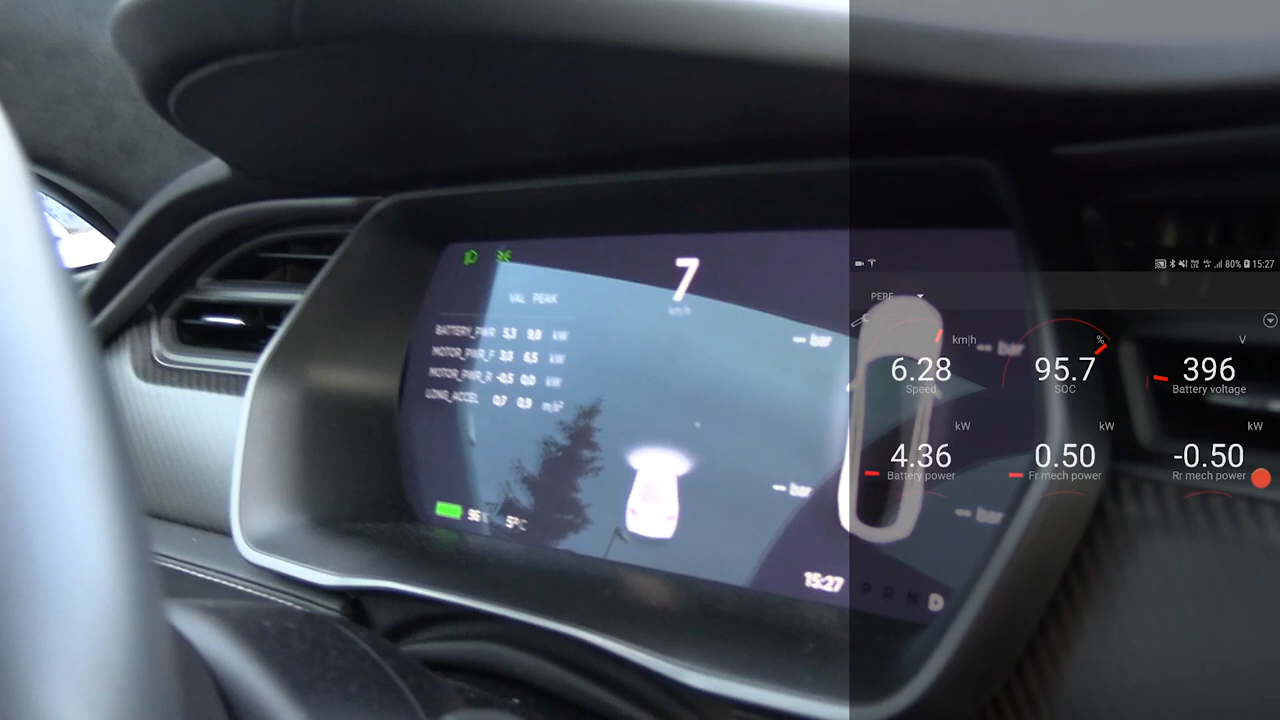 7
km/h
VAL PEAK
BATTERY_PWR 5,3 9,8 kW
MOTOR_PWR_F 3,0 6,5 kW
MOTOR_PWR_R -0,5 0,0 kW
LONG_ACCEL 0,7 0,9 m/s²
-- bar
-- bar
-- bar
-- bar
96
5°C
15:27
P R N D
80% 15:27
PERF
km|h
6.28
Speed
%
95.7
SOC
V
396
Battery voltage
kW
4.36
Battery power
kW
0.50
Fr mech power
kW
-0.50
Rr mech power